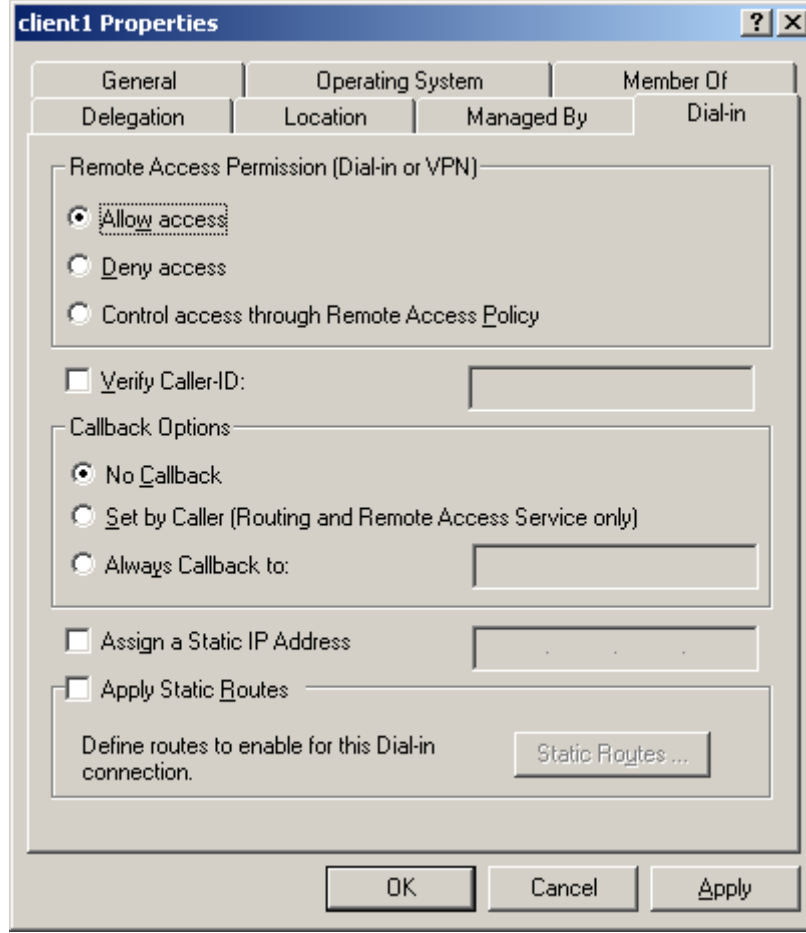 client1 Properties
General Operating System Member Of
Delegation Location Managed By Dial-in
Remote Access Permission (Dial-in or VPN)
Allow access
Deny access
Control access through Remote Access Policy
Verify Caller-ID:
Callback Options
No Callback
Set by Caller (Routing and Remote Access Service only)
Always Callback to:
Assign a Static IP Address
. . .
Apply Static Routes
Define routes to enable for this Dial-in
connection.
Static Routes ...
OK Cancel Apply